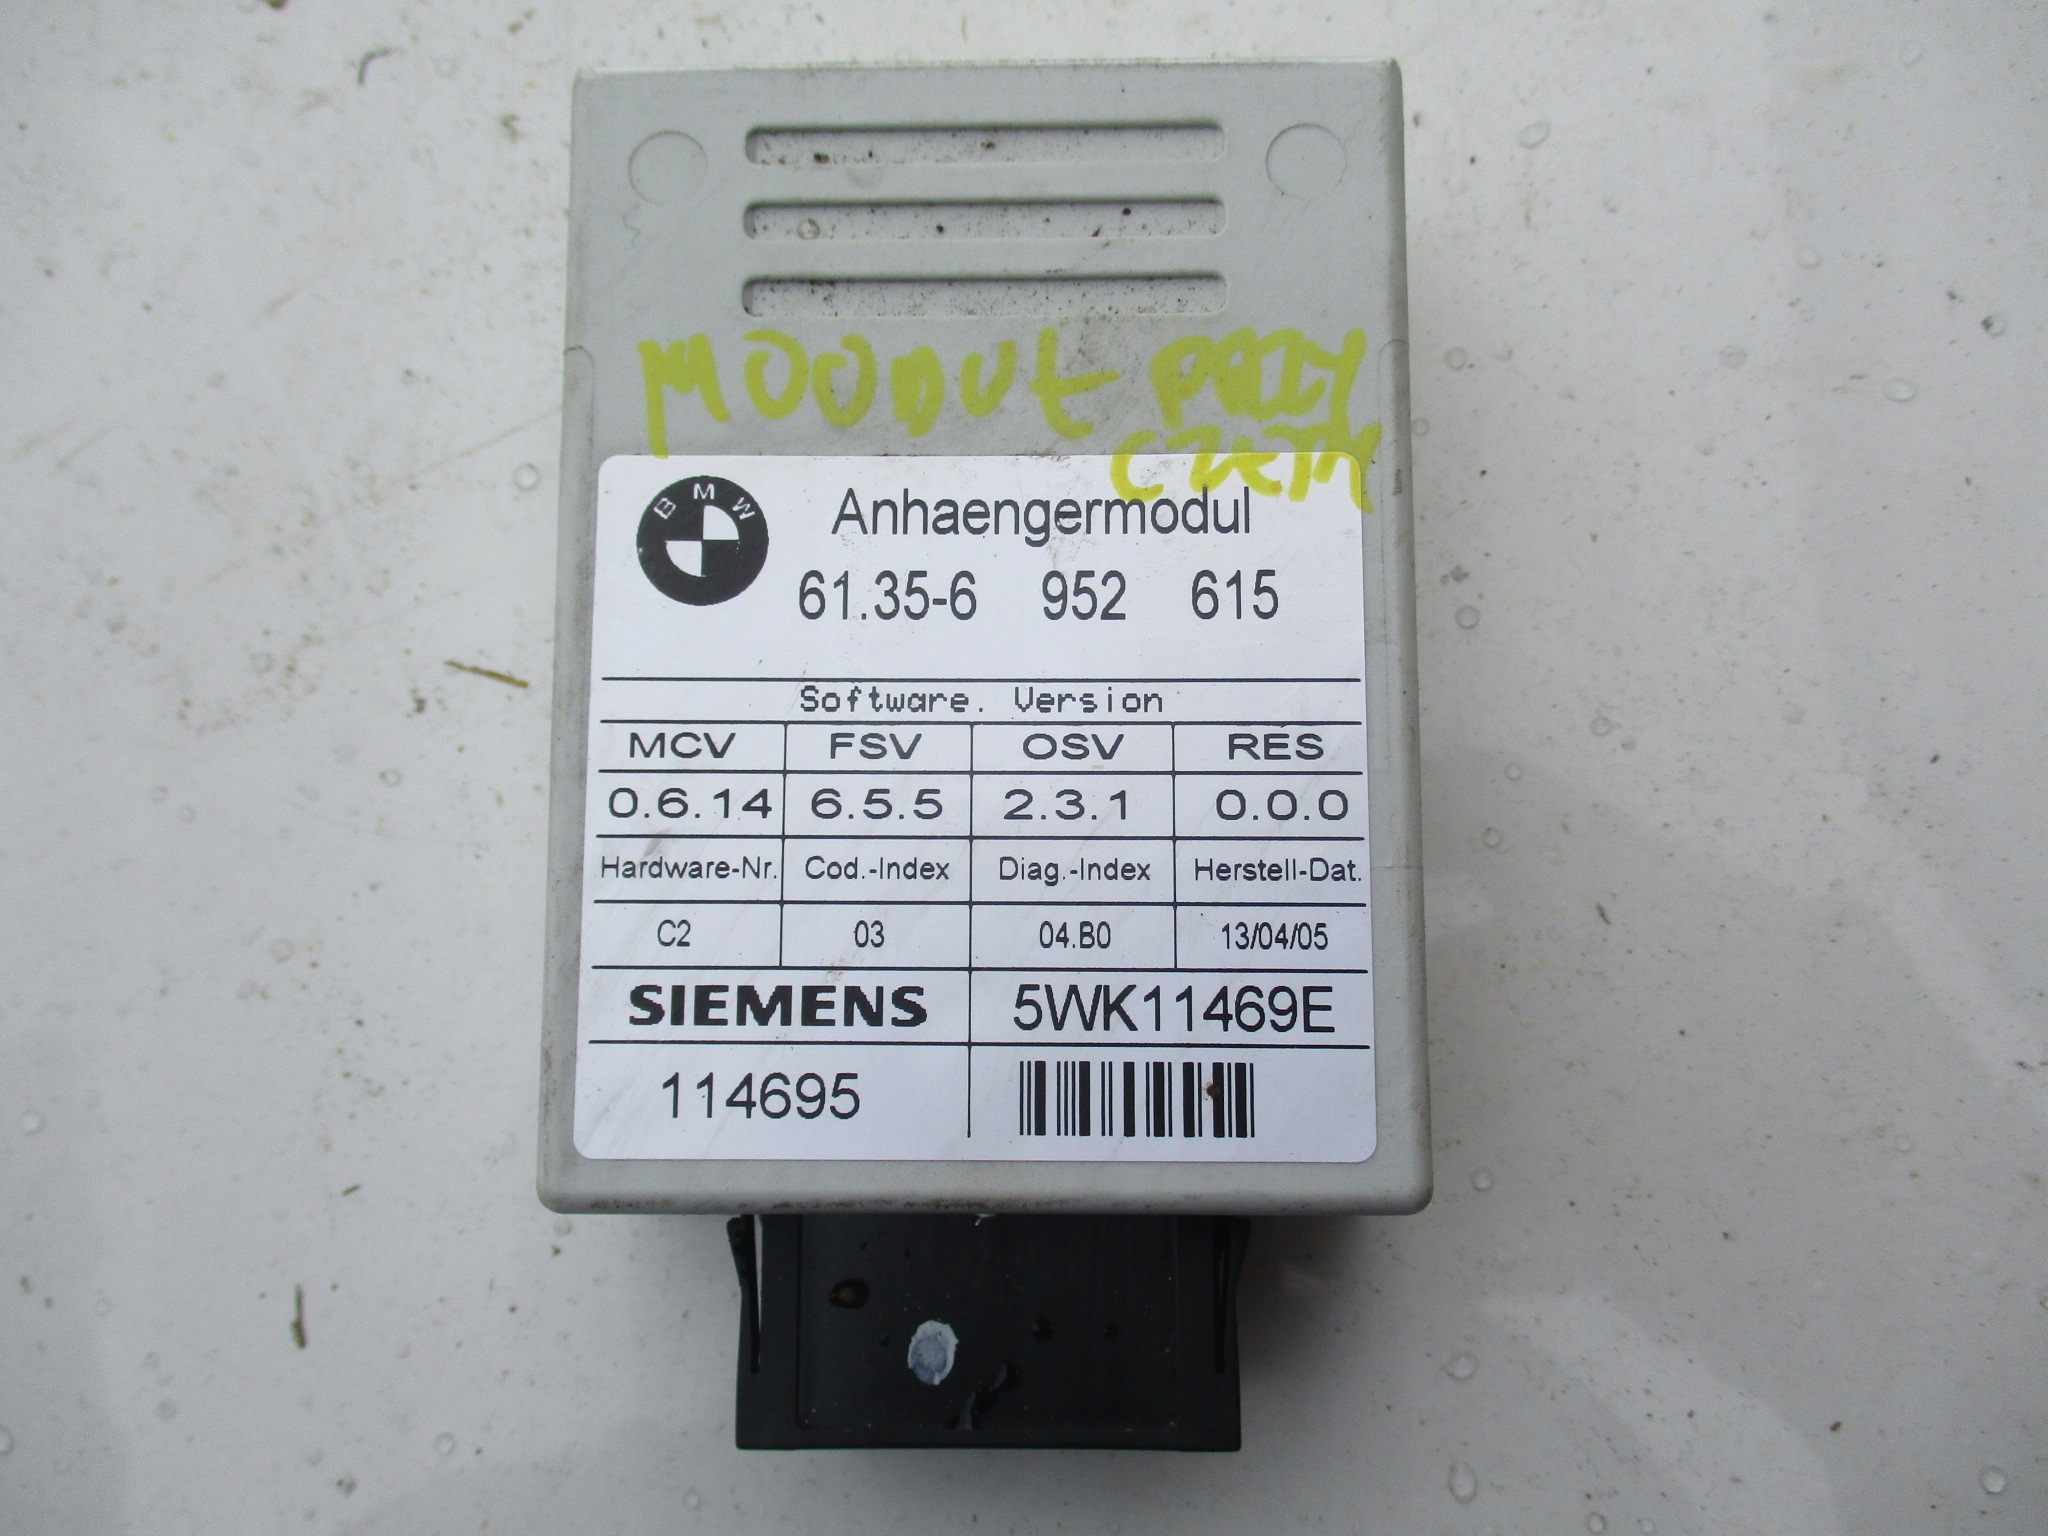 MOODUŁ PRZY
CZEPY
BMW
Anhaengermodul
61.35-6 952 615
Software. Version
MCV FSV OSV RES
0.6.14 6.5.5 2.3.1 0.0.0
Hardware-Nr. Cod.-Index Diag.-Index Herstell-Dat.
C2 03 04.B0 13/04/05
SIEMENS 5WK11469E
114695